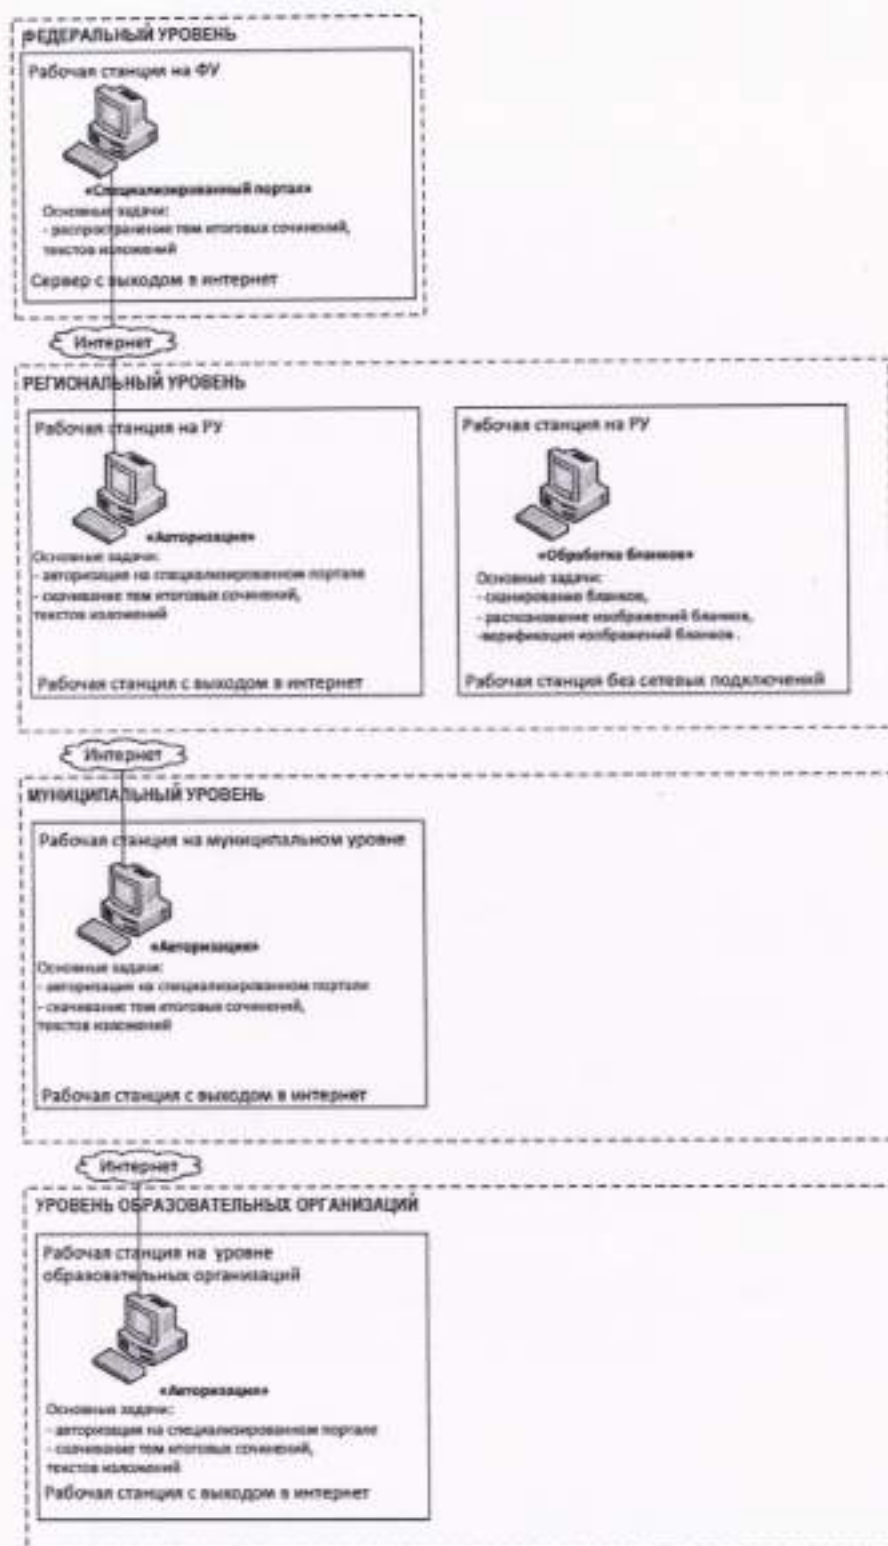 ФЕДЕРАЛЬНЫЙ УРОВЕНЬ
Рабочая станция на ФУ
«Специализированный портал»
Основные задачи:
- распространение тем итоговых сочинений,
текстов изложений
Сервер с выходом в интернет
Интернет
РЕГИОНАЛЬНЫЙ УРОВЕНЬ
Рабочая станция на РУ
«Авторизация»
Основные задачи:
- авторизация на специализированном портале
- скачивание тем итоговых сочинений,
текстов изложений
Рабочая станция с выходом в интернет
Рабочая станция на РУ
«Обработка бланков»
Основные задачи:
- сканирование бланков,
- распознование изображений бланков,
-верификация изображений бланков .
Рабочая станция без сетевых подключений
Интернет
МУНИЦИПАЛЬНЫЙ УРОВЕНЬ
Рабочая станция на муниципальном уровне
«Авторизация»
Основные задачи:
- авторизация на специализированном портале
- скачивание тем итоговых сочинений,
текстов изложений
Рабочая станция с выходом в интернет
Интернет
УРОВЕНЬ ОБРАЗОВАТЕЛЬНЫХ ОРГАНИЗАЦИЙ
Рабочая станция на уровне
образовательных организаций
«Авторизация»
Основные задачи:
- авторизация на специализированном портале
- скачивание тем итоговых сочинений,
текстов изложений
Рабочая станция с выходом в интернет